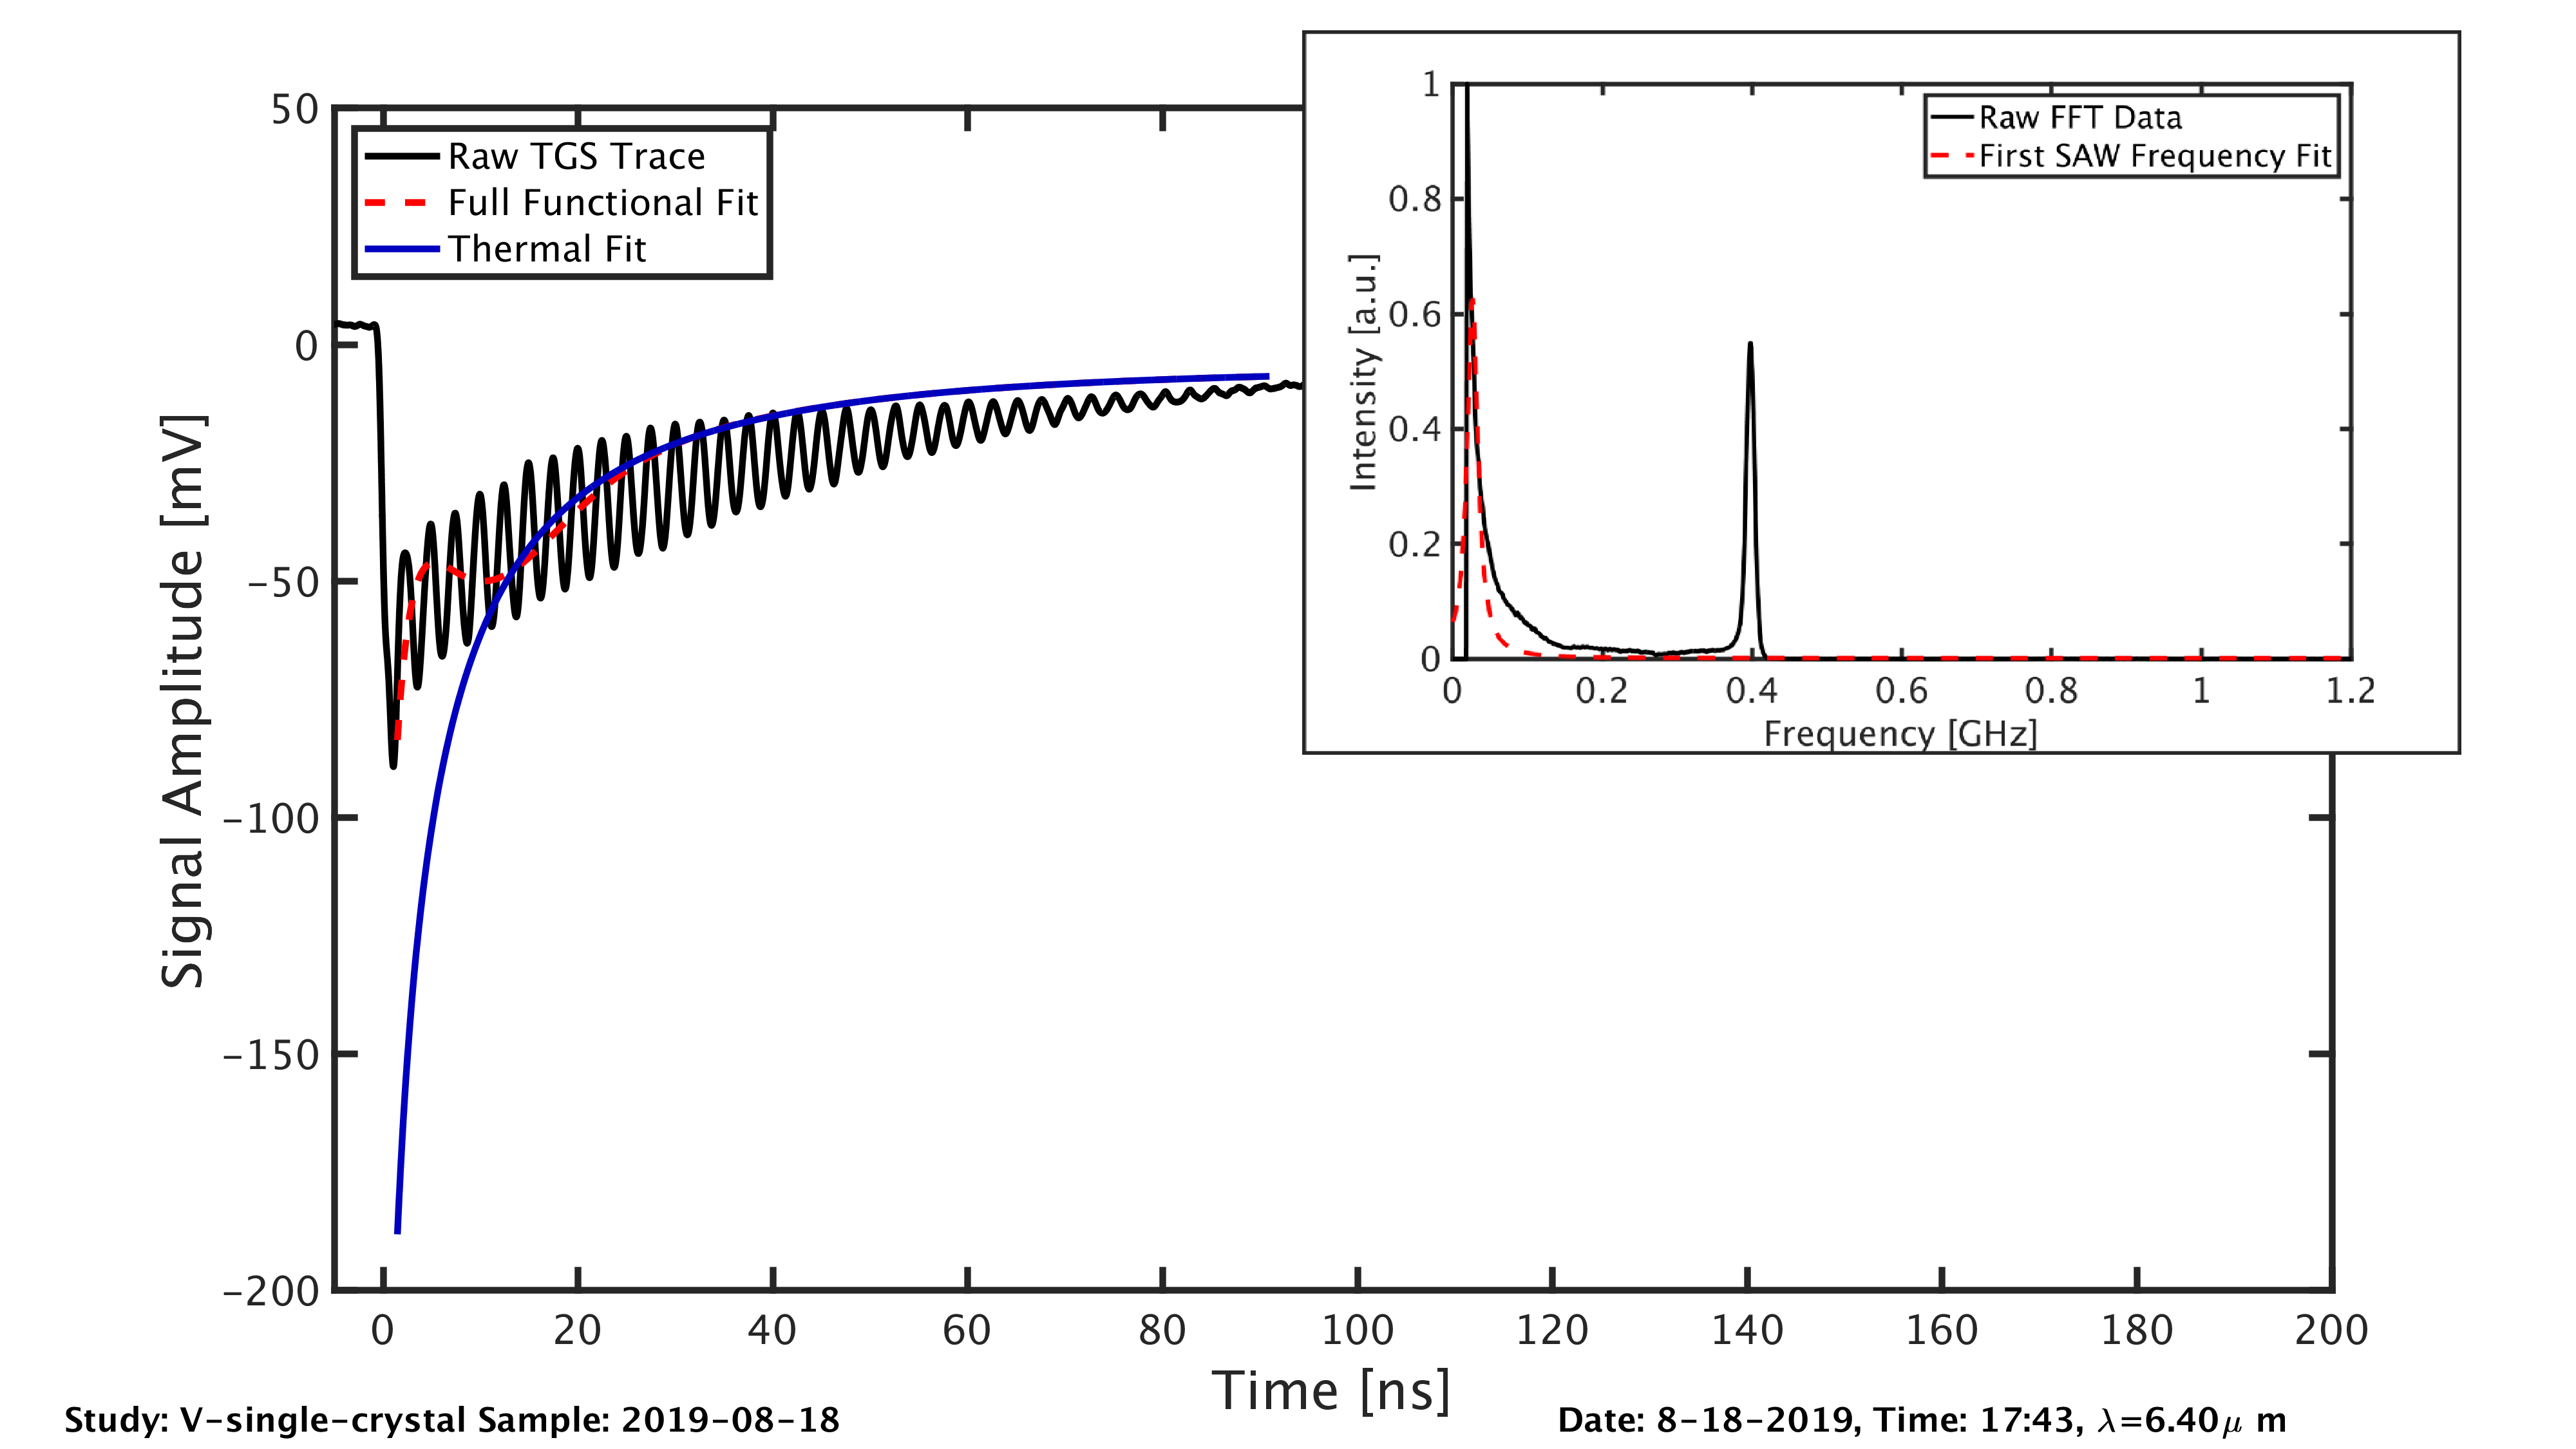 50
0
−50
−100
−150
−200
Signal Amplitude [mV]
Raw TGS Trace
Full Functional Fit
Thermal Fit
1
0.8
0.6
0.4
0.2
0
Intensity [a.u.]
Raw FFT Data
First SAW Frequency Fit
0 0.2 0.4 0.6 0.8 1 1.2
Frequency [GHz]
0 20 40 60 80 100 120 140 160 180 200
Time [ns]
Study: V−single−crystal Sample: 2019−08−18
Date: 8−18−2019, Time: 17:43, λ=6.40μ m